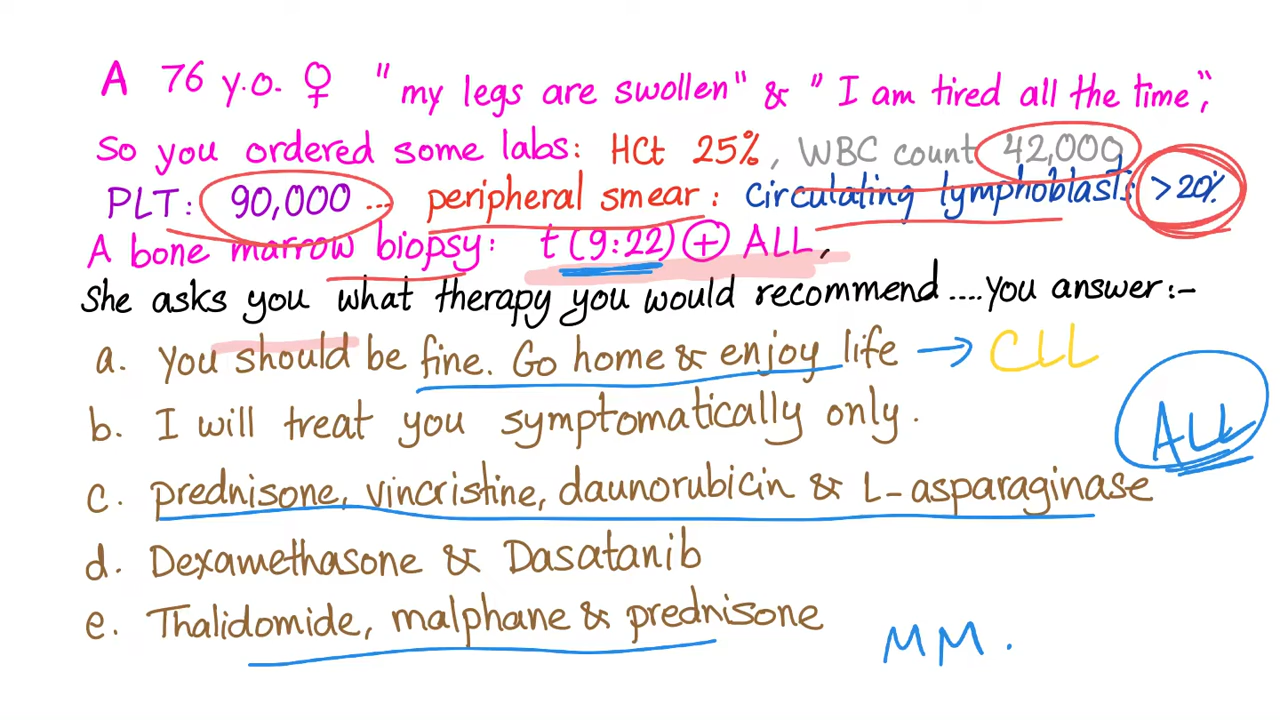 A 76 y.o. ♀ "my legs are swollen" & "I am tired all the time",
So you ordered some labs: HCt 25%, WBC count 42,000
PLT: 90,000 ... peripheral smear: circulating lymphoblasts: >20%
A bone marrow biopsy: t(9:22) ⊕ ALL,
She asks you what therapy you would recommend ....you answer:-
a. You should be fine. Go home & enjoy life → CLL
b. I will treat you symptomatically only.
ALL
c. prednisone, vincristine, daunorubicin & L-asparaginase
d. Dexamethasone & Dasatanib
e. Thalidomide, malphane & prednisone
MM.